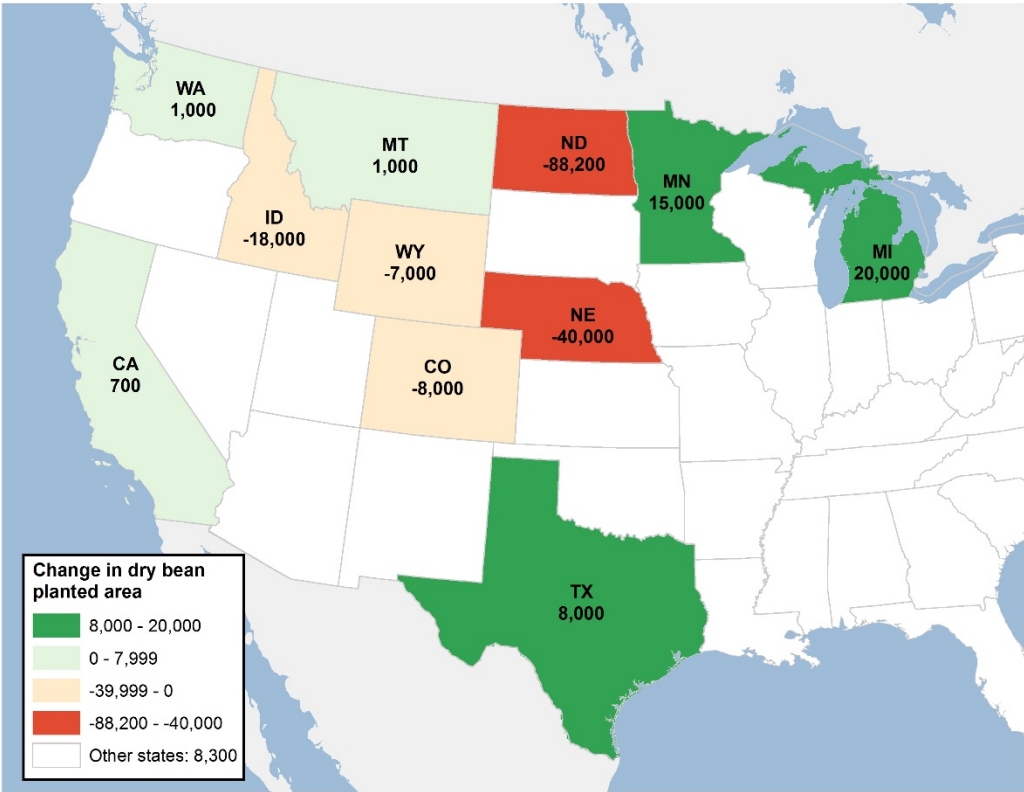 WA
1,000
MT
1,000
ND
-88,200
MN
15,000
ID
-18,000
WY
-7,000
MI
20,000
NE
-40,000
CA
700
CO
-8,000
TX
8,000
Change in dry bean
planted area
8,000 - 20,000
0 - 7,999
-39,999 - 0
-88,200 - -40,000
Other states: 8,300